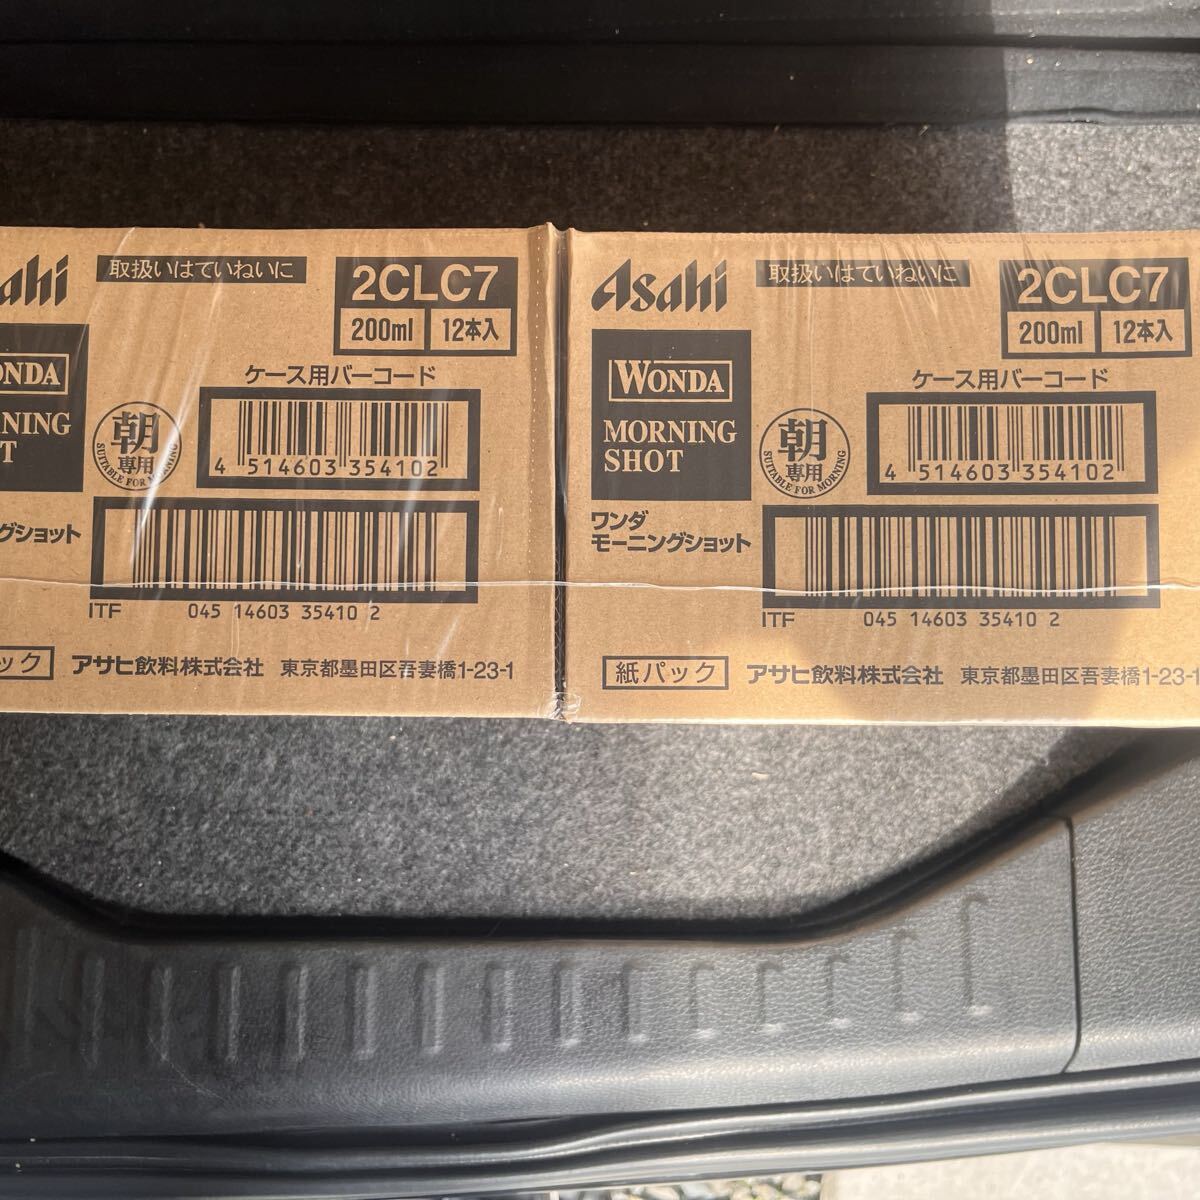 ahi
取扱いはていねいに
2CLC7
200ml 12本入
ONDA
NING
T
朝
専用
SUITABLE FOR MORNING
ケース用バーコード
4 514603 354102
グショット
ITF 045 14603 35410 2
ック アサヒ飲料株式会社 東京都墨田区吾妻橋1-23-1
Asahi
取扱いはていねいに
2CLC7
200ml 12本入
WONDA
MORNING
SHOT
朝
専用
SUITABLE FOR MORNING
ケース用バーコード
4 514603 354102
ワンダ
モーニングショット
ITF 045 14603 35410 2
紙パック アサヒ飲料株式会社 東京都墨田区吾妻橋1-23-1